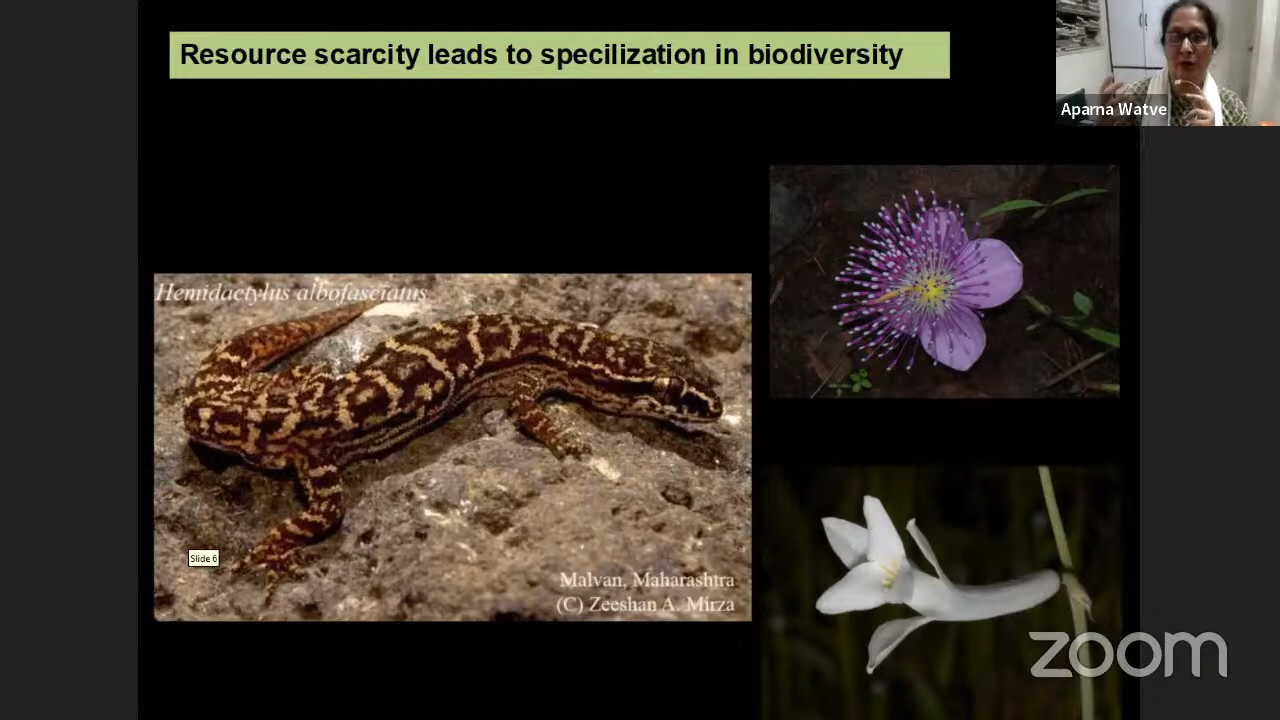 Resource scarcity leads to specilization in biodiversity
Aparna Watve
Hemidactylus albofasciatus
Slide 6
Malvan, Maharashtra
(C) Zeeshan A. Mirza
zoom